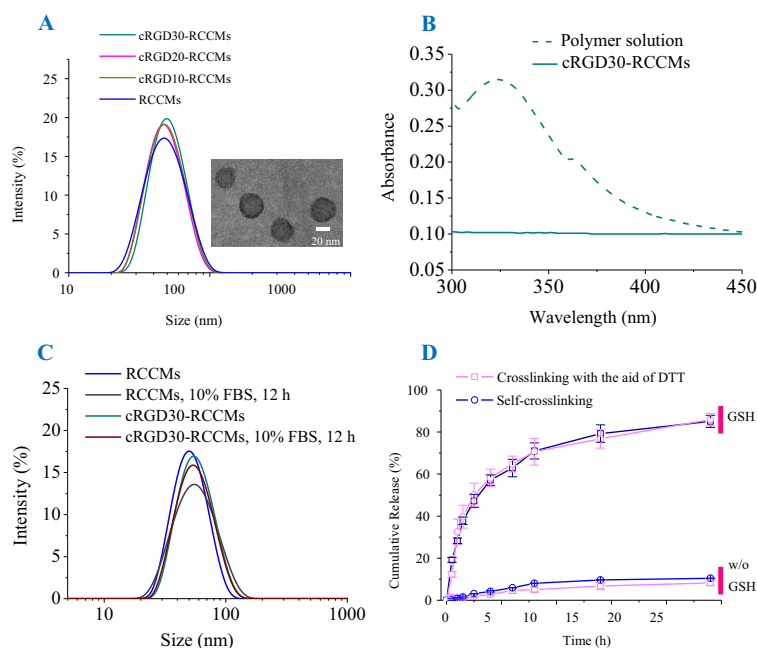 A
cRGD30-RCCMs
cRGD20-RCCMs
cRGD10-RCCMs
RCCMs
25
20
15
10
5
0
Intensity (%)
20 nm
10
100
1000
Size (nm)
B
Polymer solution
cRGD30-RCCMs
0.30
0.25
0.20
0.15
0.10
0.05
Absorbance
300
350
400
450
Wavelength (nm)
C
RCCMs
RCCMs, 10% FBS, 12 h
cRGD30-RCCMs
cRGD30-RCCMs, 10% FBS, 12 h
25
20
15
10
5
0
Intensity (%)
10
100
1000
Size (nm)
D
Crosslinking with the aid of DTT
Self-crosslinking
100
80
60
40
20
0
Cumulative Release (%)
GSH
w/o
GSH
0
5
10
15
20
25
Time (h)